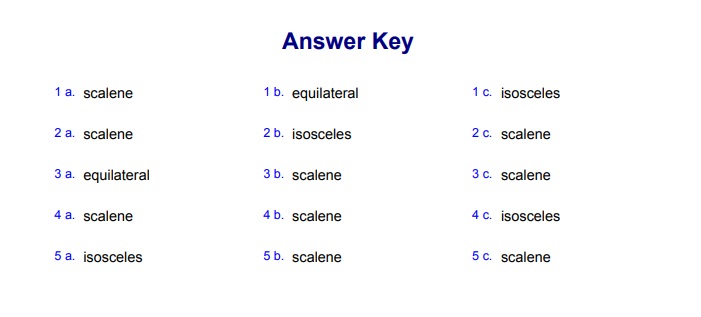 Answer Key
1 a. scalene 1 b. equilateral 1 c. isosceles
2 a. scalene 2 b. isosceles 2 c. scalene
3 a. equilateral 3 b. scalene 3 c. scalene
4 a. scalene 4 b. scalene 4 c. isosceles
5 a. isosceles 5 b. scalene 5 c. scalene